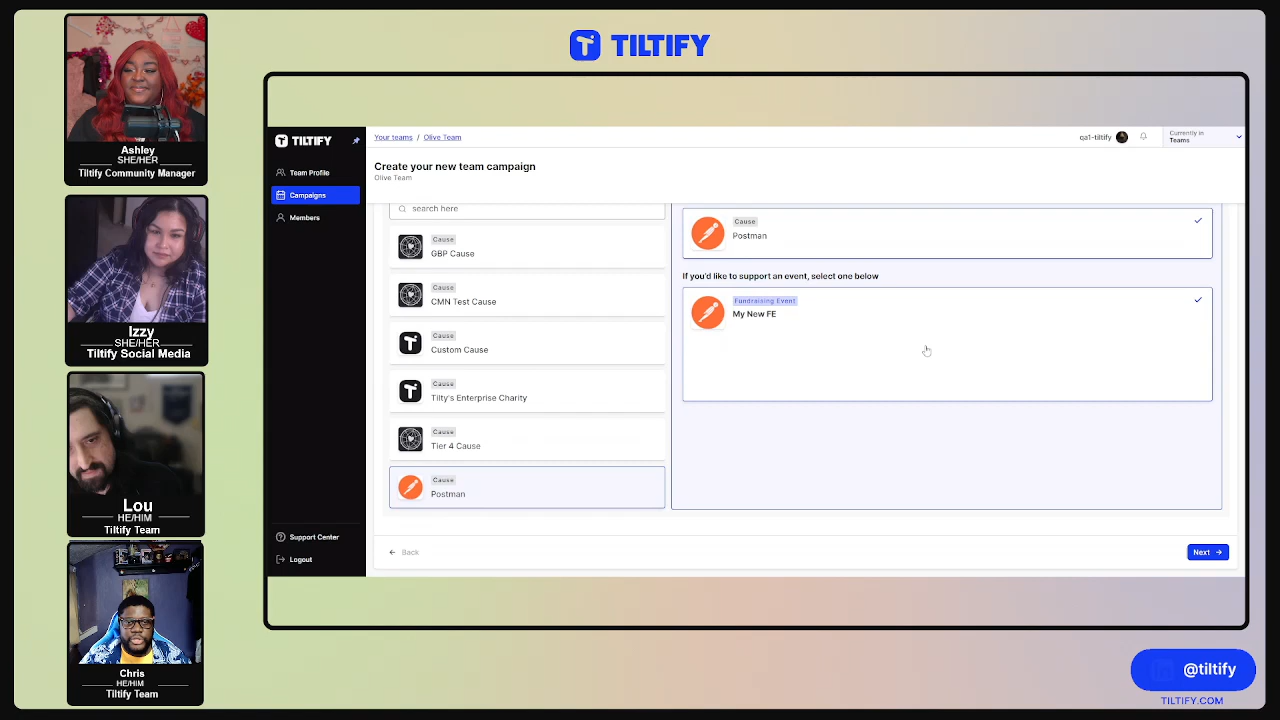 TILTIFY
Ashley
SHE/HER
Tiltify Community Manager
Izzy
SHE/HER
Tiltify Social Media
Lou
HE/HIM
Tiltify Team
Chris
HE/HIM
Tiltify Team
TILTIFY
Team Profile
Campaigns
Members
Support Center
Logout
Your teams / Olive Team
qa1-tiltify
Currently in
Teams
Create your new team campaign
Olive Team
search here
Cause
GBP Cause
Cause
CMN Test Cause
Cause
Custom Cause
Cause
Tilty's Enterprise Charity
Cause
Tier 4 Cause
Cause
Postman
Cause
Postman
If you'd like to support an event, select one below
Fundraising Event
My New FE
Back
Next
@tiltify
TILTIFY.COM